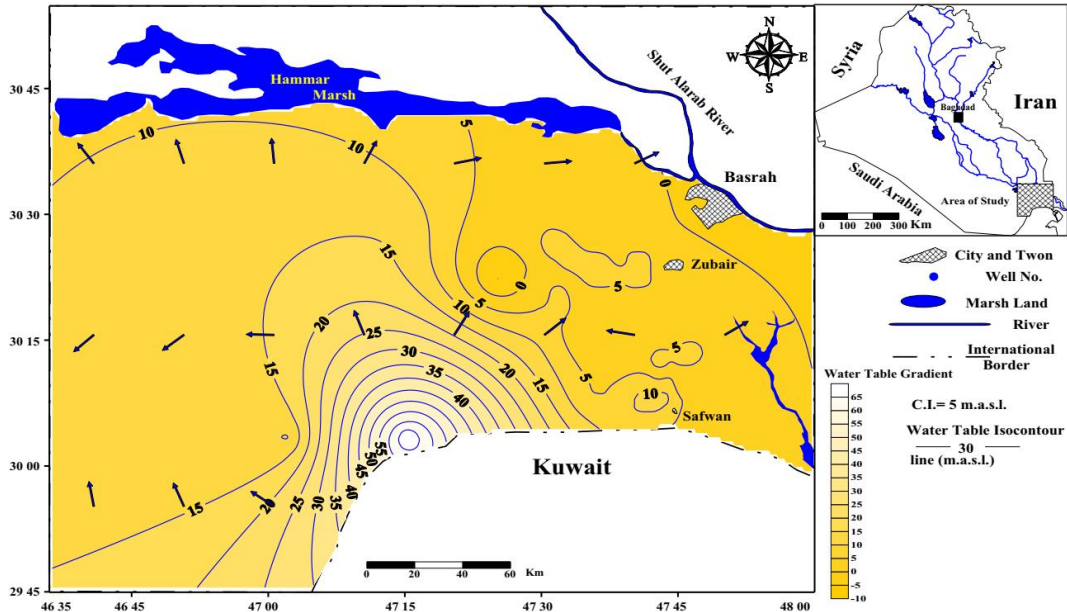 N
W E
S
Hammar
Marsh
Shut Alarab River
Basrah
Zubair
Safwan
Kuwait
10
10
5
0
15
10
5
0
5
20
25
30
35
40
20
15
5
5
10
15
15
20
25
30
35
40
45
50
55
0 20 40 60
Km
30 45
30 30
30 15
30 00
29 45
46 35
46 45
47 00
47 15
47 30
47 45
48 00
Syria
Iran
Baghdad
Saudi Arabia
Area of Study
0 100 200 300
Km
City and Twon
Well No.
Marsh Land
River
International
Border
Water Table Gradient
65
60
55
50
45
40
35
30
25
20
15
10
5
0
-5
-10
C.I.= 5 m.a.s.l.
Water Table Isocontour
30
line (m.a.s.l.)